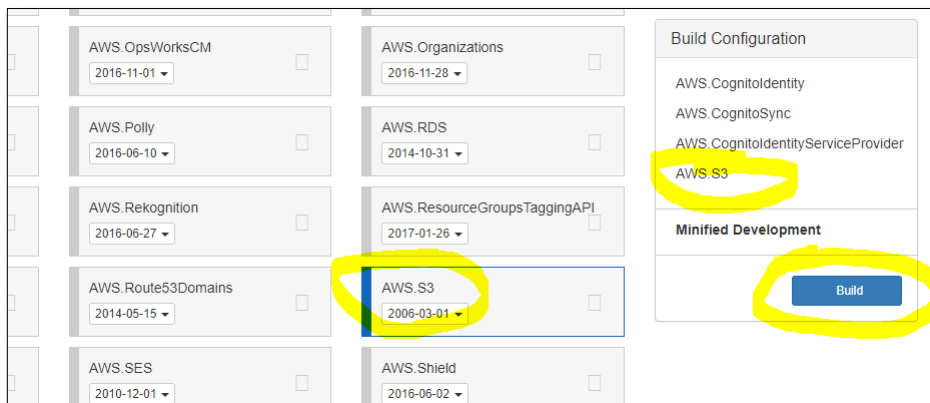 AWS.OpsWorksCM
2016-11-01
AWS.Organizations
2016-11-28
AWS.Polly
2016-06-10
AWS.RDS
2014-10-31
AWS.Rekognition
2016-06-27
AWS.ResourceGroupsTaggingAPI
2017-01-26
AWS.Route53Domains
2014-05-15
AWS.S3
2006-03-01
AWS.SES
2010-12-01
AWS.Shield
2016-06-02
Build Configuration
AWS.CognitoIdentity
AWS.CognitoSync
AWS.CognitoIdentityServiceProvider
AWS.S3
Minified Development
Build